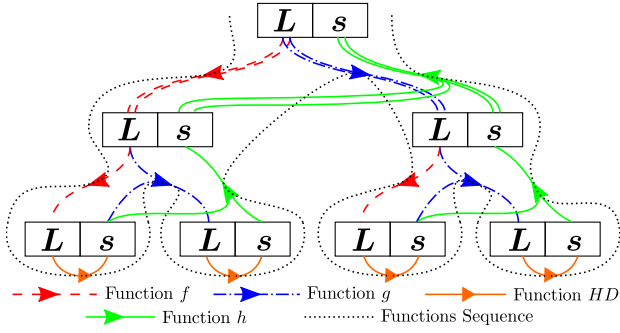 L s
L s L s
L s L s L s L s
Function f Function g Function HD
Function h Functions Sequence